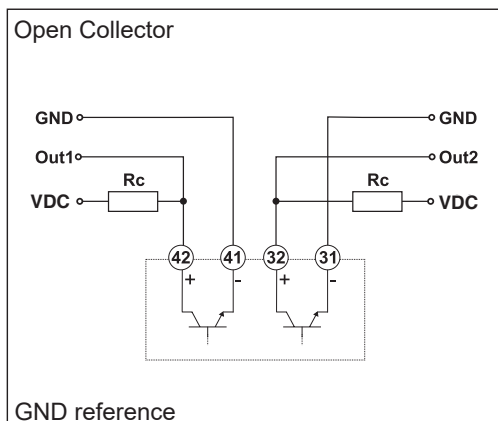 Open Collector
GND GND
Out1 Out2
Rc Rc
VDC VDC
42 41 32 31
+ - + -
GND reference